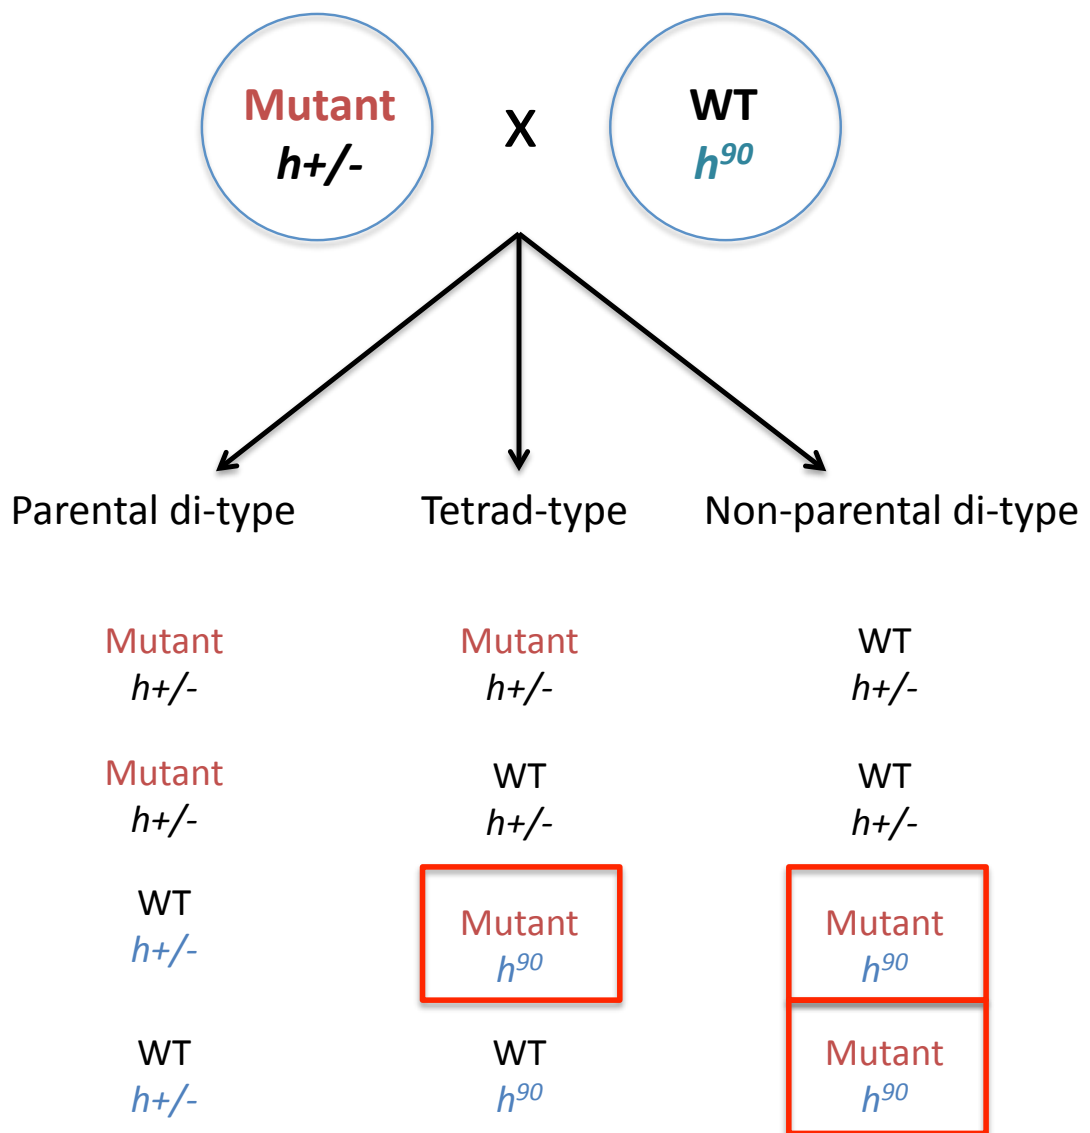 Mutant
h+/-
X
WT
h90
Parental di-type
Tetrad-type
Non-parental di-type
Mutant
h+/-
Mutant
h+/-
WT
h+/-
Mutant
h+/-
WT
h+/-
WT
h+/-
WT
h+/-
Mutant
h90
Mutant
h90
WT
h+/-
WT
h90
Mutant
h90